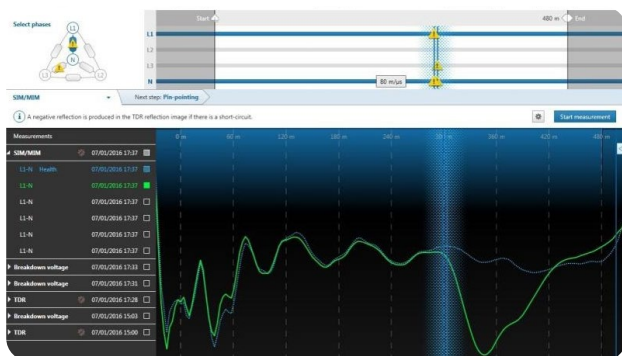 Select phases
L1
N
L3
L2
Start
480 m
End
L1
L2
L3
N
80 m/µs
SIM/MIM
Next step: Pin-pointing
A negative reflection is produced in the TDR reflection image if there is a short-circuit.
Start measurement
Measurements
0 m
60 m
120 m
180 m
240 m
300 m
360 m
420 m
480 m
SIM/MIM 07/01/2016 17:37
L1-N Health 07/01/2016 17:37
L1-N 07/01/2016 17:37
L1-N 07/01/2016 17:37
L1-N 07/01/2016 17:37
L1-N 07/01/2016 17:37
L1-N 07/01/2016 17:37
Breakdown voltage 07/01/2016 17:33
Breakdown voltage 07/01/2016 17:31
TDR 07/01/2016 17:28
Breakdown voltage 07/01/2016 15:03
TDR 07/01/2016 15:00